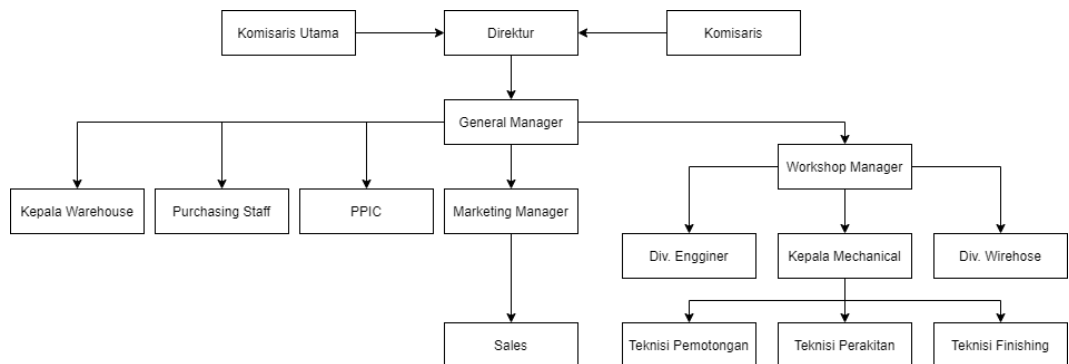 Komisaris Utama
Direktur
Komisaris
General Manager
Workshop Manager
Kepala Warehouse
Purchasing Staff
PPIC
Marketing Manager
Div. Engginer
Kepala Mechanical
Div. Wirehose
Sales
Teknisi Pemotongan
Teknisi Perakitan
Teknisi Finishing